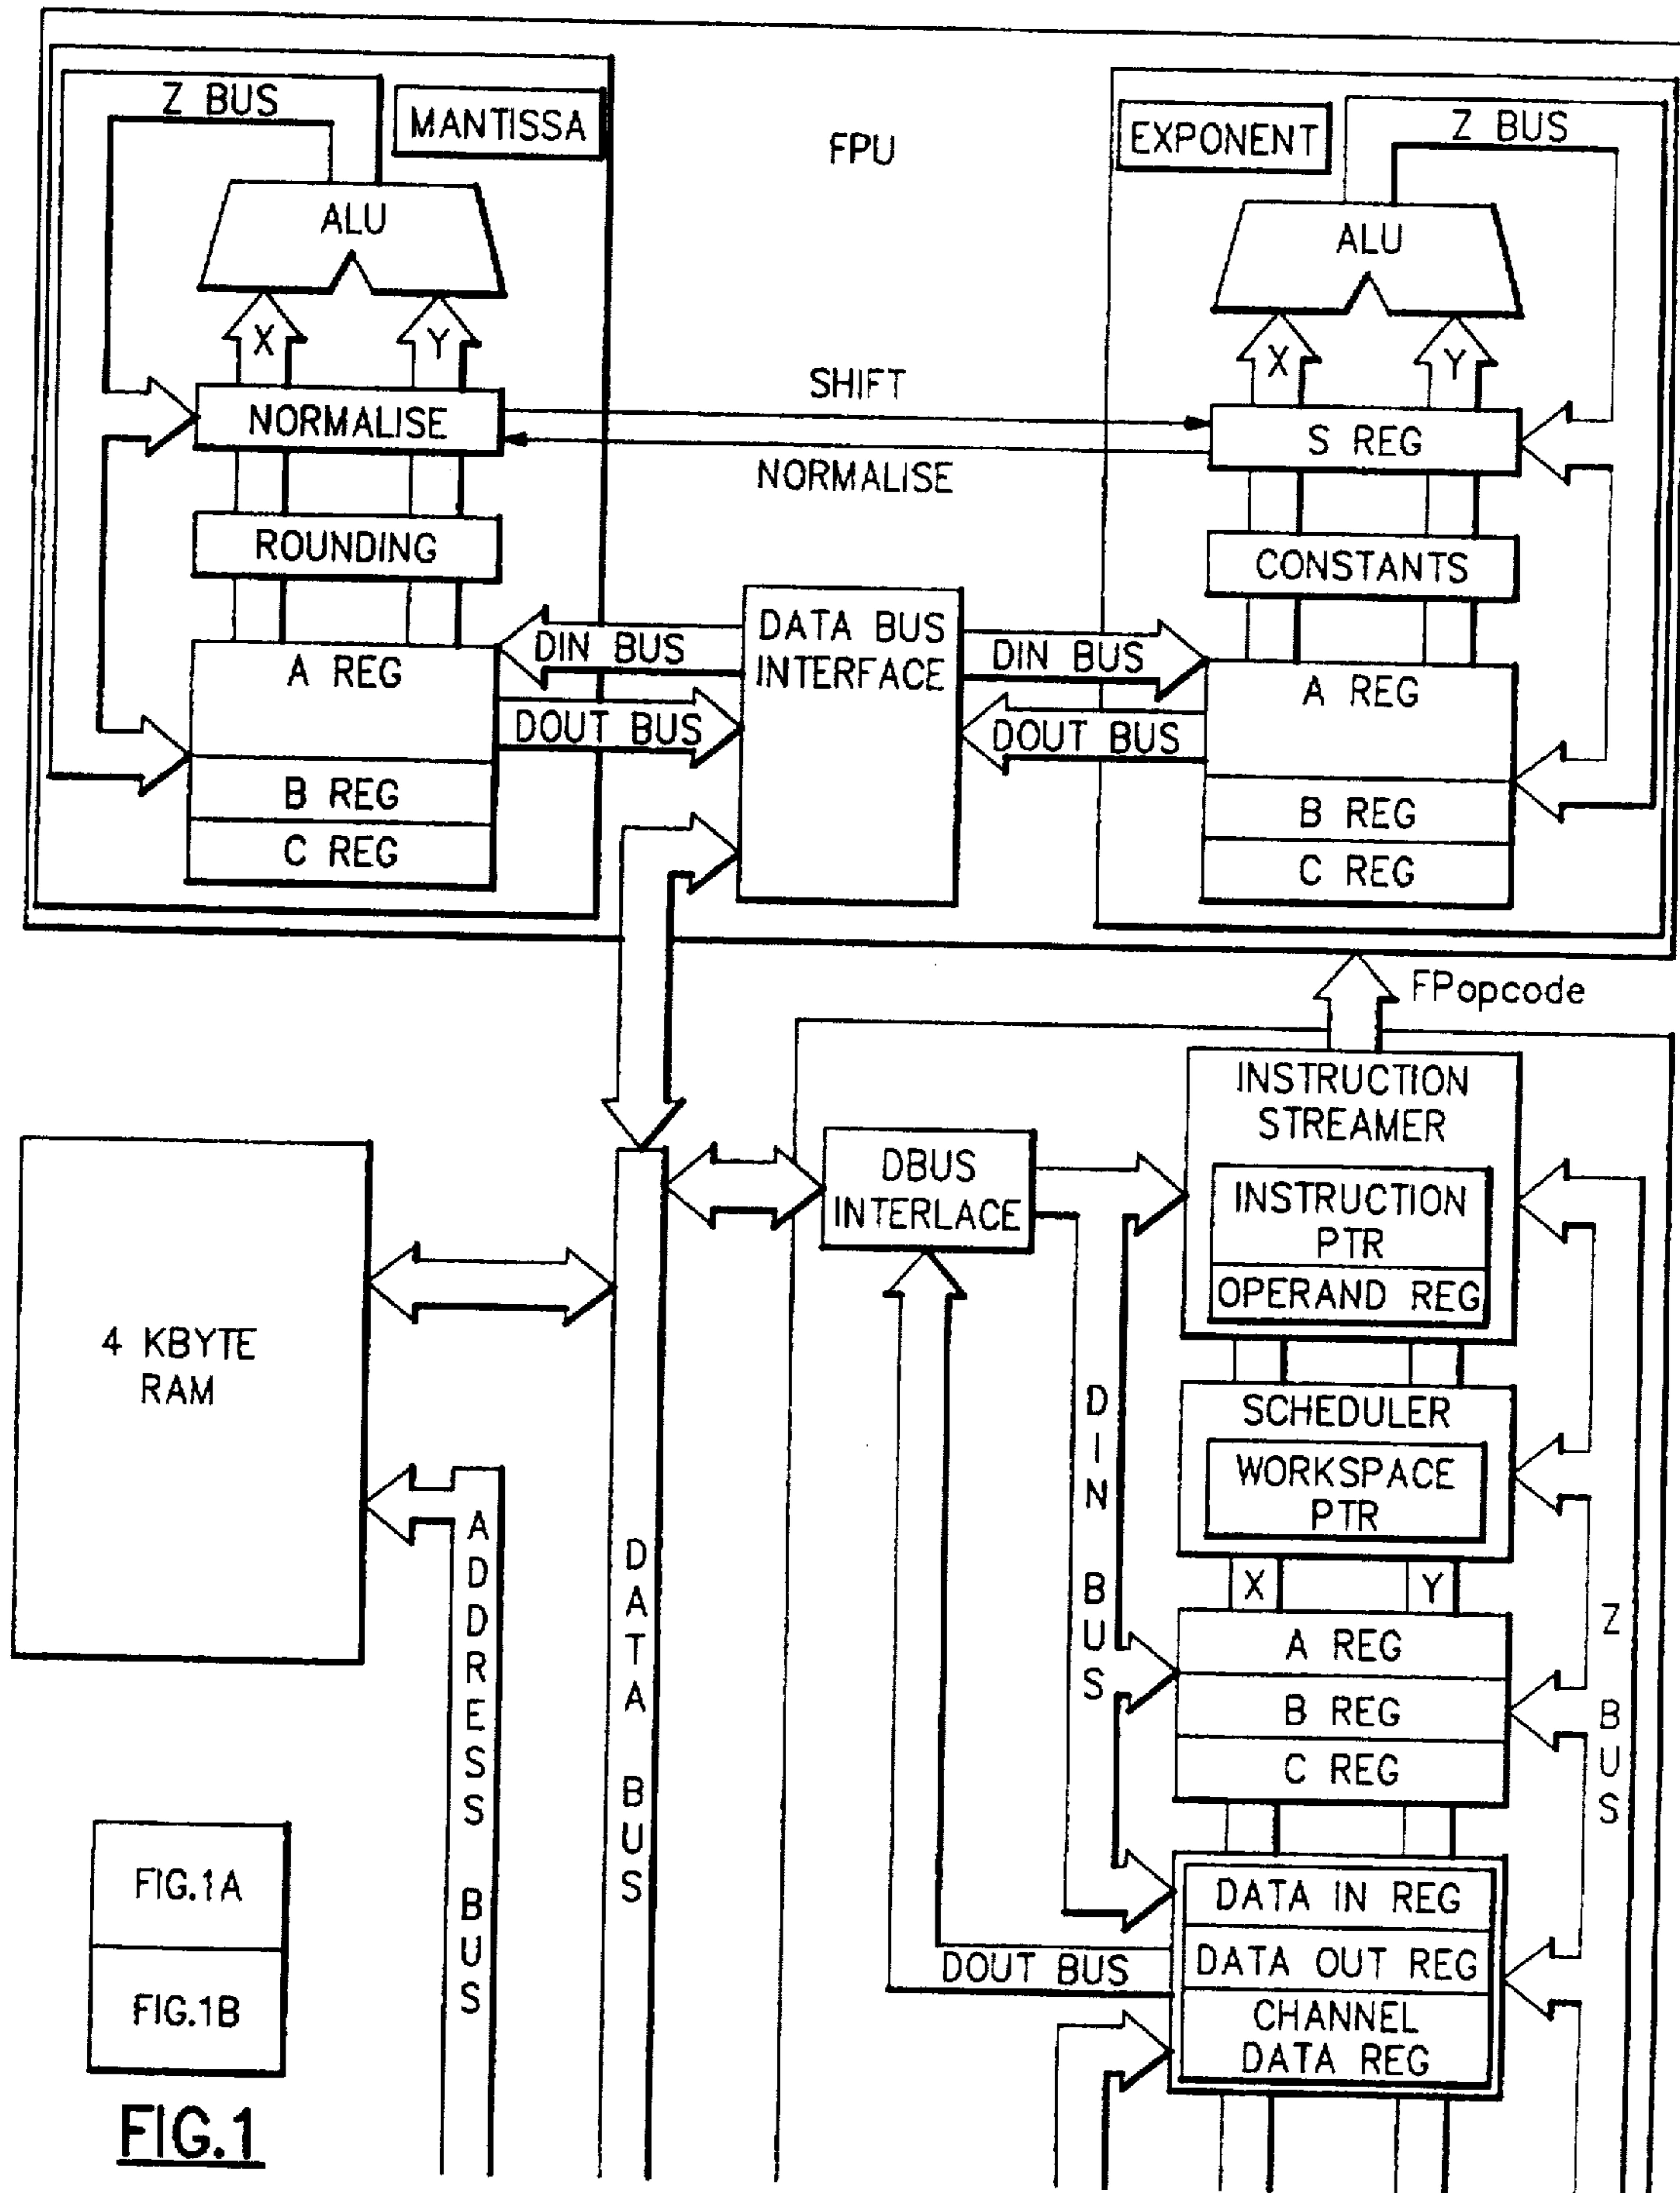 Z BUS
MANTISSA
FPU
EXPONENT
Z BUS
ALU
ALU
X
Y
X
Y
SHIFT
NORMALISE
S REG
NORMALISE
ROUNDING
CONSTANTS
DATA BUS
INTERFACE
DIN BUS
DIN BUS
A REG
A REG
DOUT BUS
DOUT BUS
B REG
B REG
C REG
C REG
FPopcode
INSTRUCTION
STREAMER
DBUS
INTERLACE
INSTRUCTION
PTR
OPERAND REG
4 KBYTE
RAM
SCHEDULER
WORKSPACE
PTR
DIN BUS
ADDRESS BUS
DATA BUS
X
Y
Z BUS
A REG
B REG
C REG
DATA IN REG
DOUT BUS
DATA OUT REG
CHANNEL
DATA REG
FIG.1A
FIG.1B
FIG.1